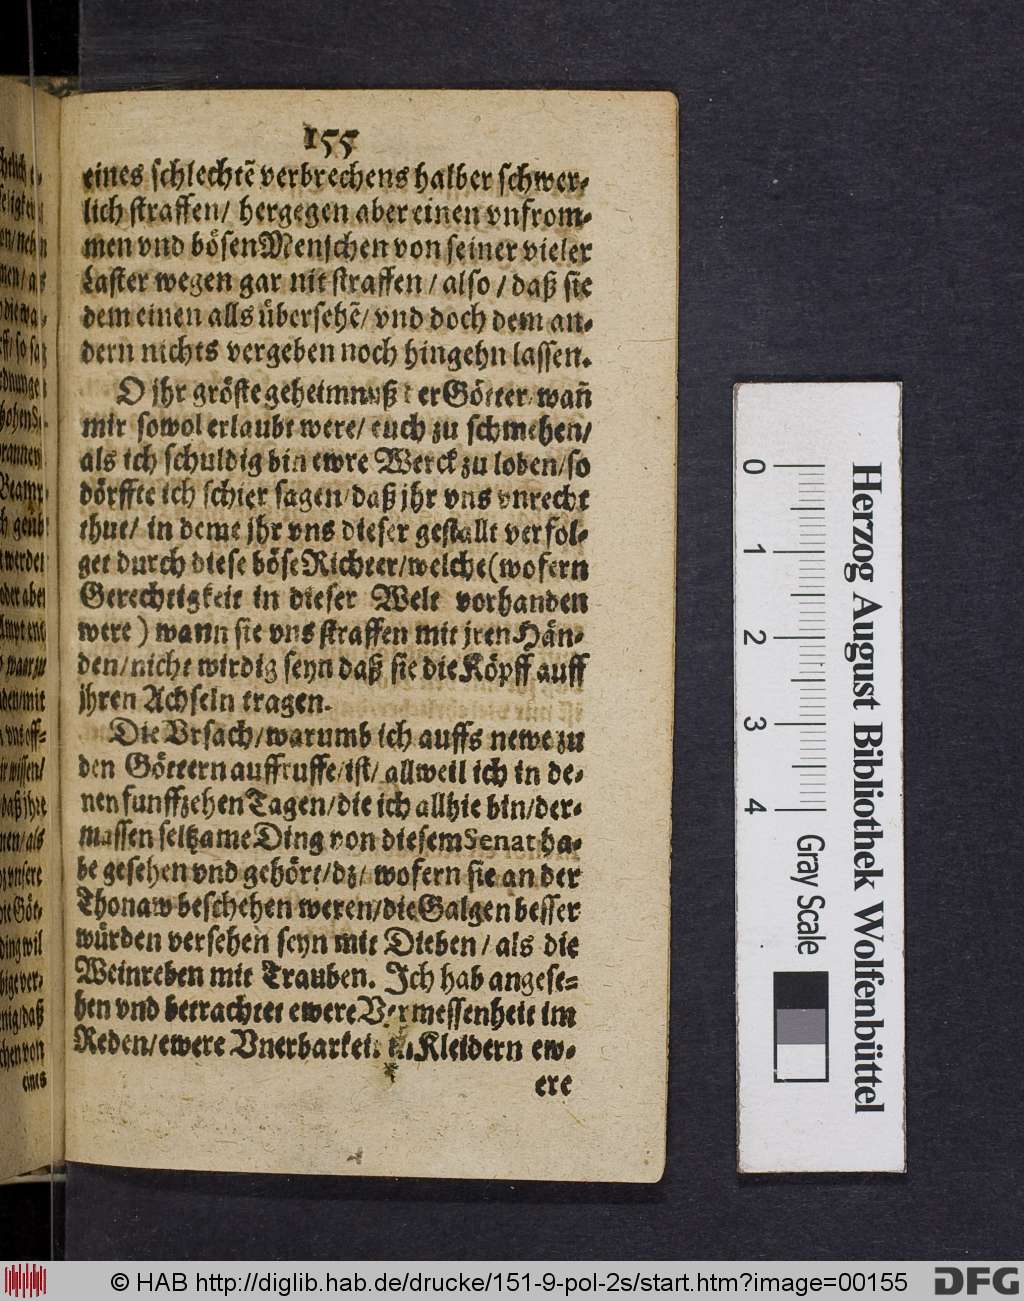 155
eines schlechtẽ verbrechens halber schwer-
lich straffen/ hergegen aber einen vnfrom-
men vnd bösen Menschen von seiner vieler
Laster wegen gar nit straffen / also / daß sie
dem einen alls übersehẽ/ vnd doch dem an-
dern nichts vergeben noch hingehn lassen.
O jhr gröste geheimnuß der Götter/ wañ
mir sowol erlaubt were/ euch zu schmehen/
als ich schuldig bin ewre Werck zu loben/ so
dörffte ich schier sagen/ daß jhr vns vnrecht
thut/ in deme jhr vns dieser gestallt verfol-
get durch diese böse Richter/ welche (wofern
Gerechtigkeit in dieser Welt vorhanden
were) wann sie vns straffen mit jren Hän-
den/ nicht wirdig seyn daß sie die Köpff auff
jhren Achseln tragen.
Die Vrsach/ warumb ich auffs newe zu
den Göttern auffruffe/ ist/ allweil ich in de-
nen funffzehen Tagen/ die ich allhie bin/ der-
massen seltzame Ding von diesem Senat ha-
be gesehen vnd gehört/ dz/ wofern sie an der
Thonaw beschehen weren/ die Galgen besser
würden versehen seyn mit Dieben / als die
Weinreben mit Trauben. Ich hab angese-
hen vnd betrachtet ewere Vermessenheit im
Reden/ ewere Vnerbarkeit in Kleidern ew-
ere
eines
0 1 2 3 4
Gray Scale
Herzog August Bibliothek Wolfenbüttel
© HAB http://diglib.hab.de/drucke/151-9-pol-2s/start.htm?image=00155
DFG